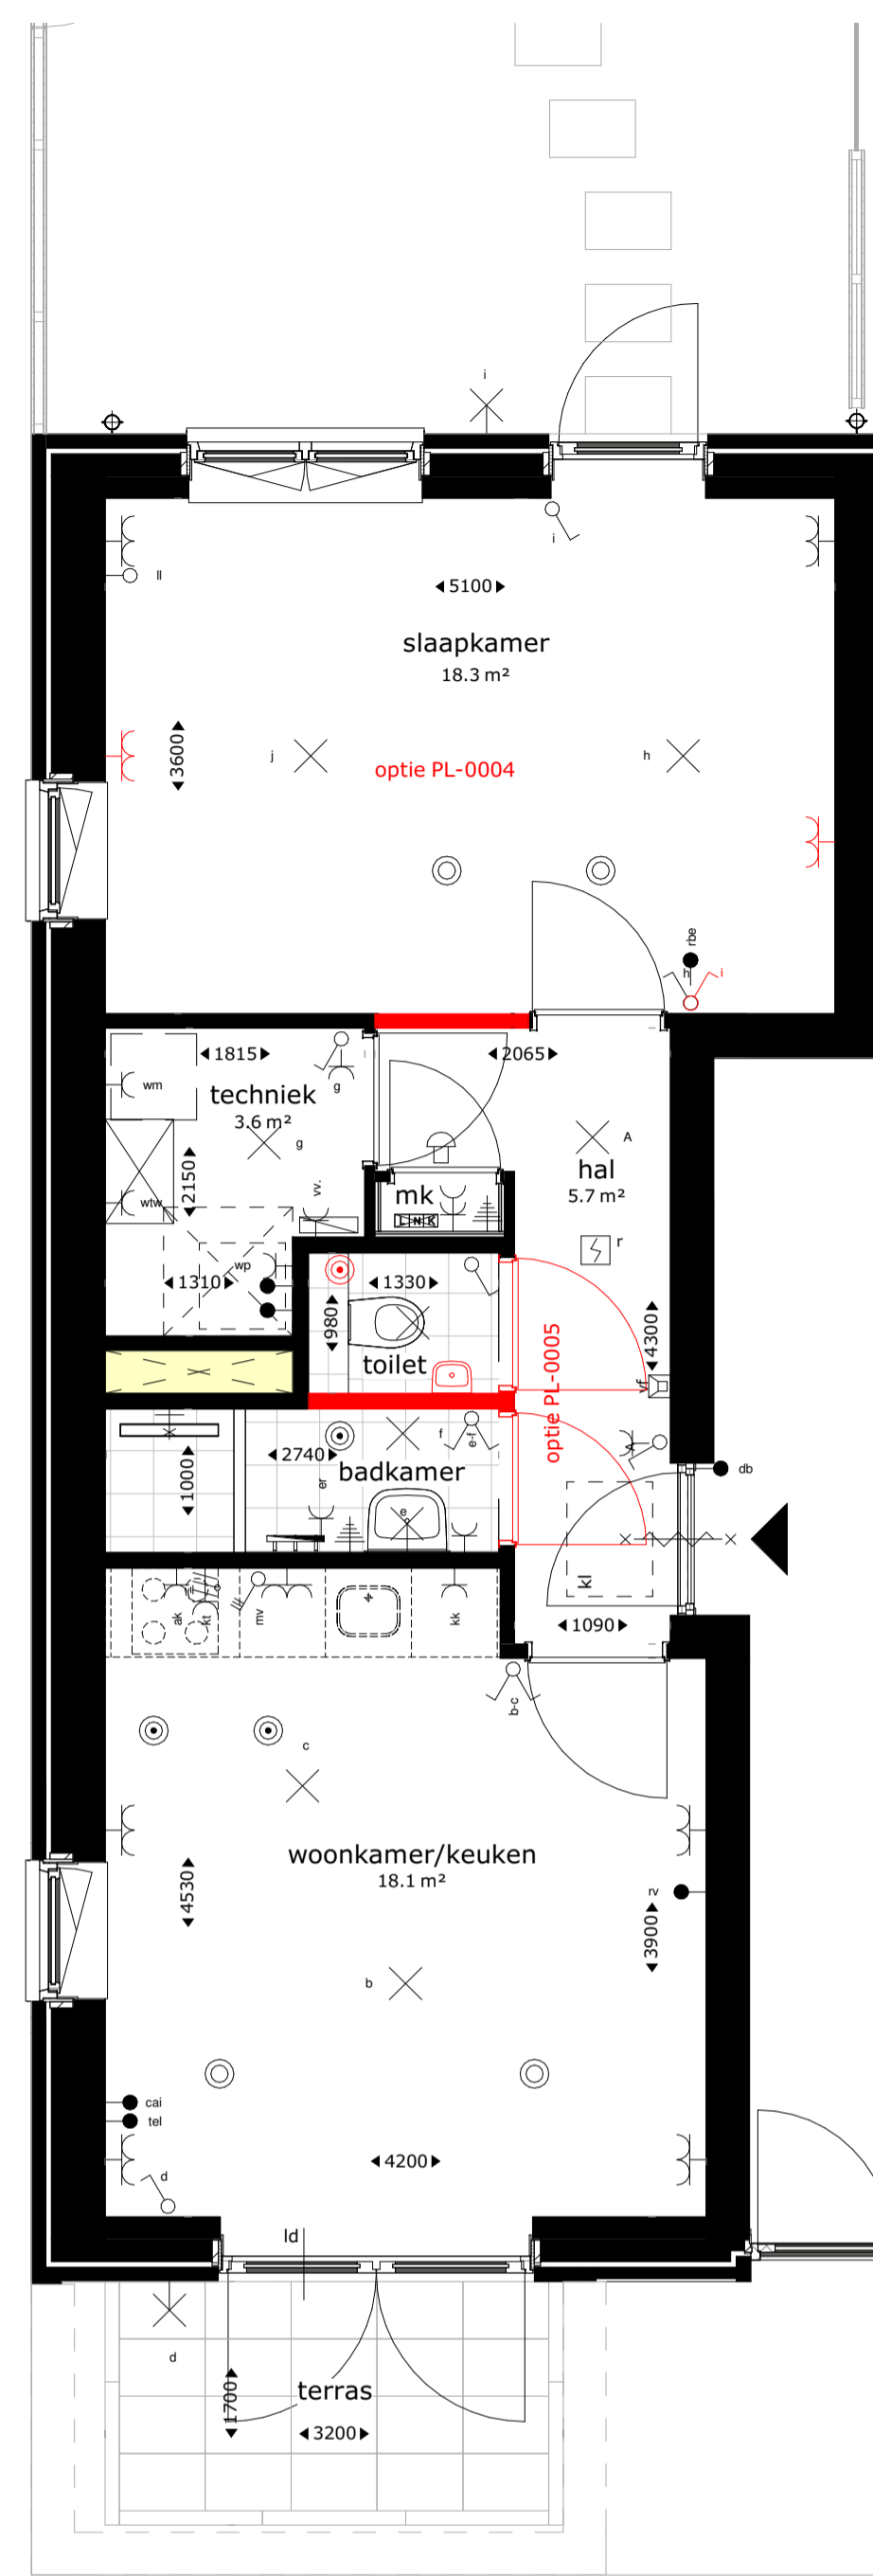 i
i
ll
5100
slaapkamer
18.3 m²
3600
j
h
optie PL-0004
rbe
h
i
1815
2065
wm
techniek
3.6 m²
g
g
A
hal
5.7 m²
2150
wtw
vv.
mk
L N K
r
wp
1310
1330
980
toilet
4300
vf
optie PL-0005
A
f
e-f
2740
badkamer
1000
er
e
db
kl
ak
kt
mv
kk
1090
b-c
c
woonkamer/keuken
18.1 m²
4530
rv
3900
b
cai
tel
4200
d
ld
d
1700
terras
3200